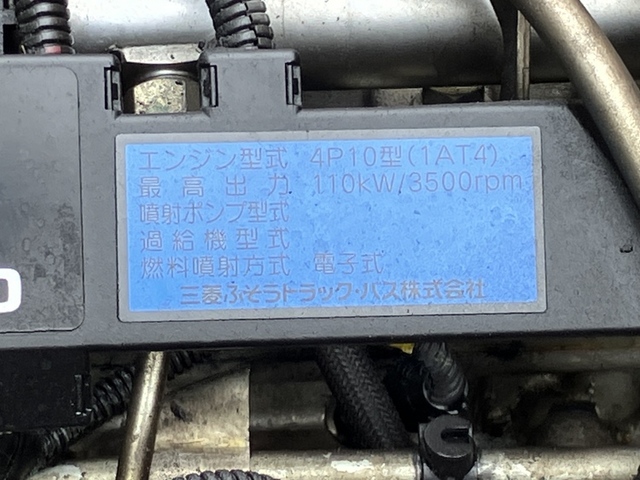 エンジン型式 4P10型(1AT4)
最高出力 110kW/3500rpm
噴射ポンプ型式
過給機型式
燃料噴射方式 電子式
三菱ふそうトラック・バス株式会社